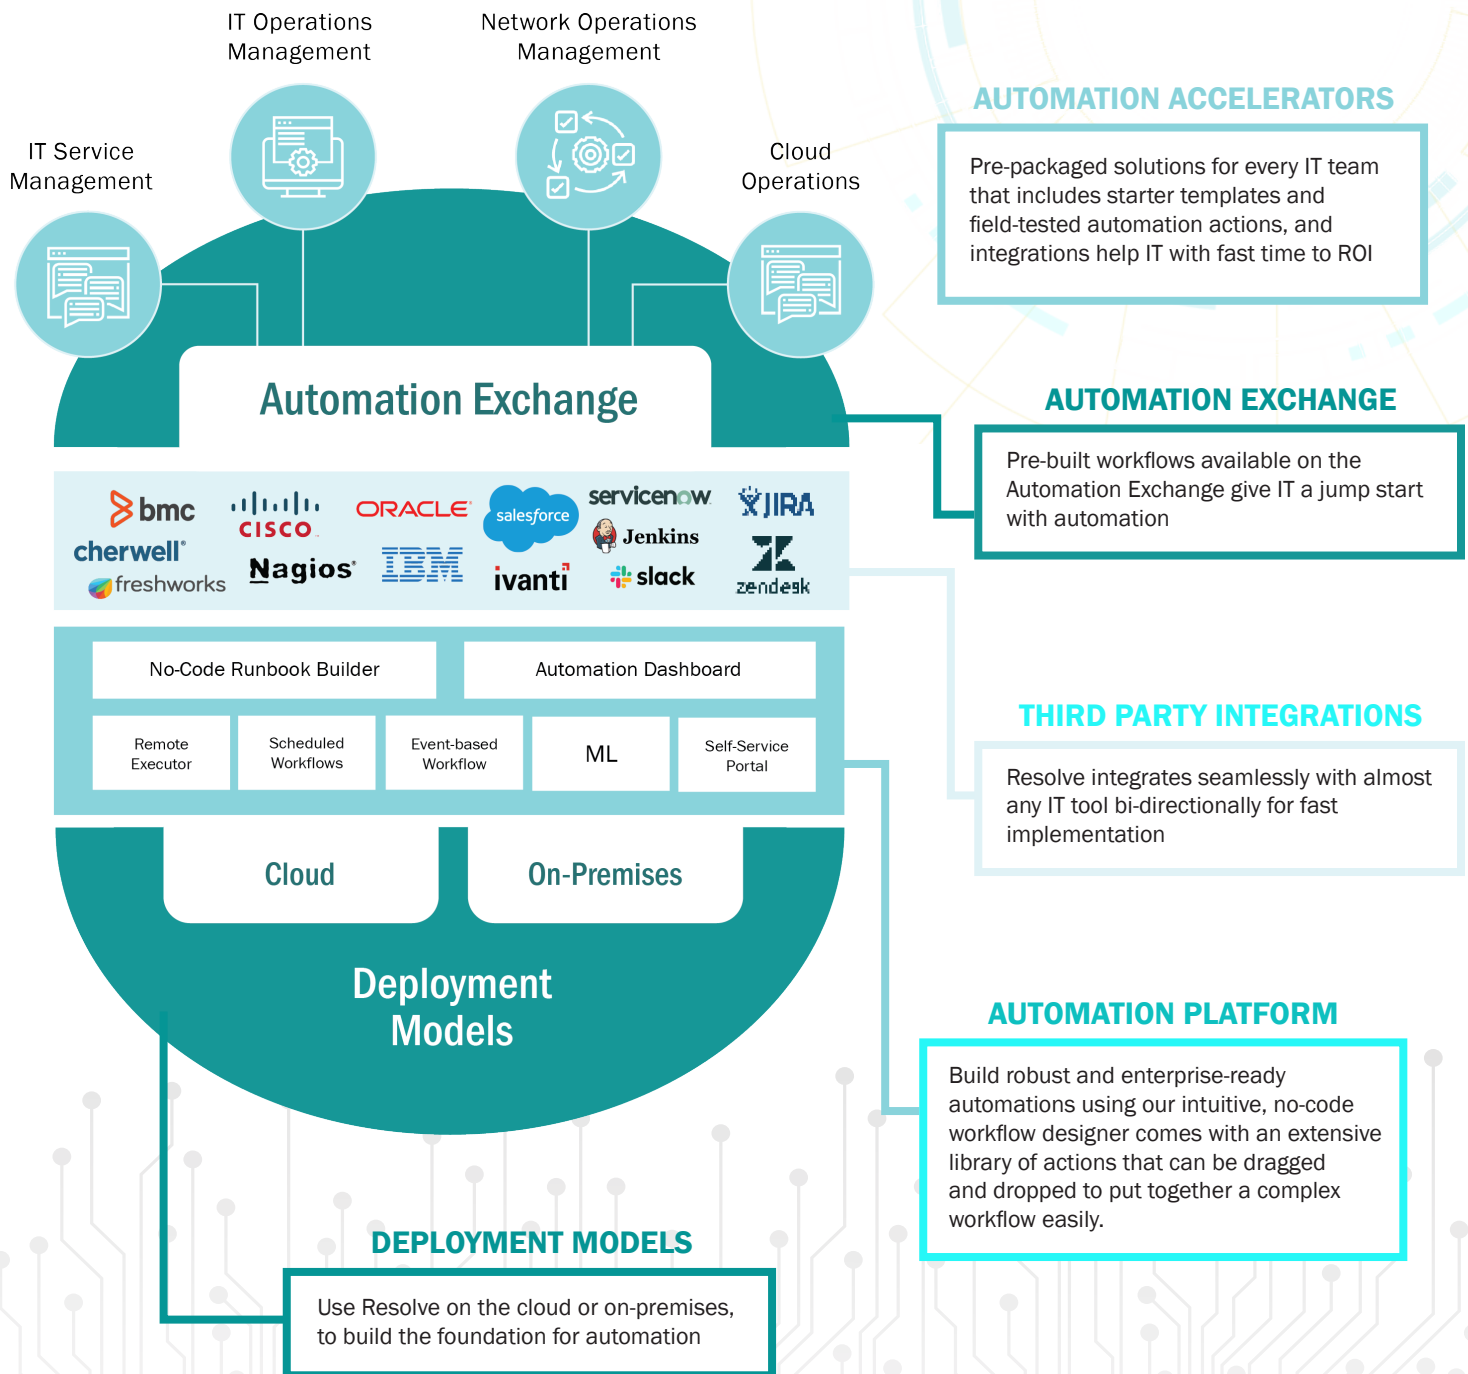 IT Operations
Management
Network Operations
Management
IT Service
Management
Cloud
Operations
AUTOMATION ACCELERATORS
Pre-packaged solutions for every IT team
that includes starter templates and
field-tested automation actions, and
integrations help IT with fast time to ROI
Automation Exchange
AUTOMATION EXCHANGE
Pre-built workflows available on the
Automation Exchange give IT a jump start
with automation
bmc
CISCO
ORACLE
salesforce
servicenow
JIRA
cherwell
Nagios
IBM
ivanti
Jenkins
slack
zendesk
freshworks
THIRD PARTY INTEGRATIONS
Resolve integrates seamlessly with almost
any IT tool bi-directionally for fast
implementation
No-Code Runbook Builder
Automation Dashboard
Remote
Executor
Scheduled
Workflows
Event-based
Workflow
ML
Self-Service
Portal
Cloud
On-Premises
Deployment
Models
AUTOMATION PLATFORM
Build robust and enterprise-ready
automations using our intuitive, no-code
workflow designer comes with an extensive
library of actions that can be dragged
and dropped to put together a complex
workflow easily.
DEPLOYMENT MODELS
Use Resolve on the cloud or on-premises,
to build the foundation for automation